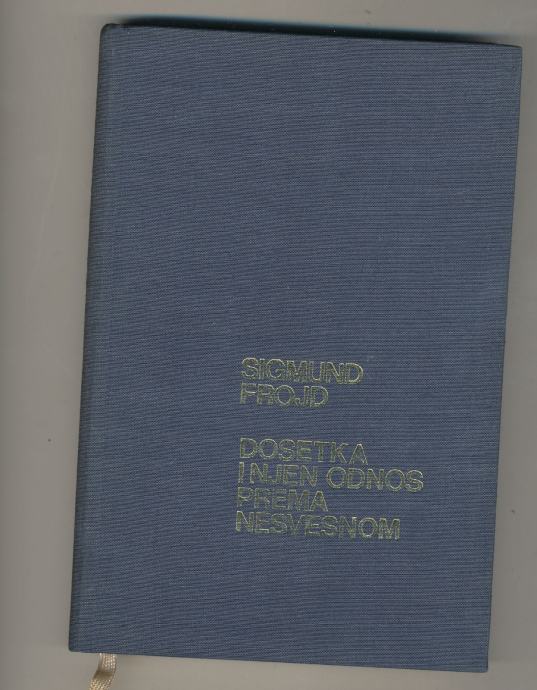 SIGMUND
FROJD
DOSETKA
I NJEN ODNOS
PREMA
NESVESNOM